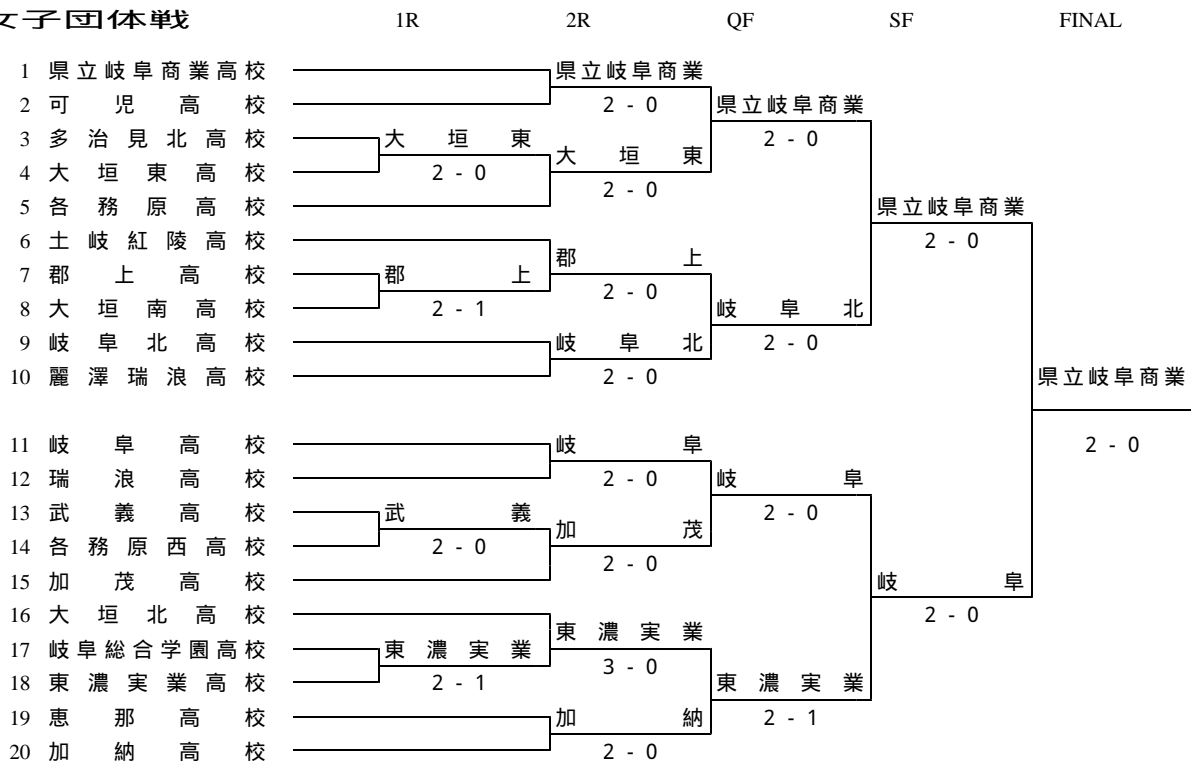 女子団体戦 1R 2R QF SF FINAL
1 県立岐阜商業高校 県立岐阜商業
2 可児高校 2 - 0 県立岐阜商業
3 多治見北高校 大垣東 2 - 0
4 大垣東高校 2 - 0 大垣東
5 各務原高校 2 - 0 県立岐阜商業
6 土岐紅陵高校 2 - 0
7 郡上高校 郡上 郡上
8 大垣南高校 2 - 1 2 - 0 岐阜北
9 岐阜北高校 岐阜北 2 - 0
10 麗澤瑞浪高校 2 - 0 県立岐阜商業
11 岐阜高校 岐阜 2 - 0
12 瑞浪高校 2 - 0 岐阜
13 武義高校 武義 2 - 0
14 各務原西高校 2 - 0 加茂
15 加茂高校 2 - 0 岐阜
16 大垣北高校 2 - 0
17 岐阜総合学園高校 東濃実業 東濃実業
18 東濃実業高校 2 - 1 3 - 0 東濃実業
19 恵那高校 加納 2 - 1
20 加納高校 2 - 0